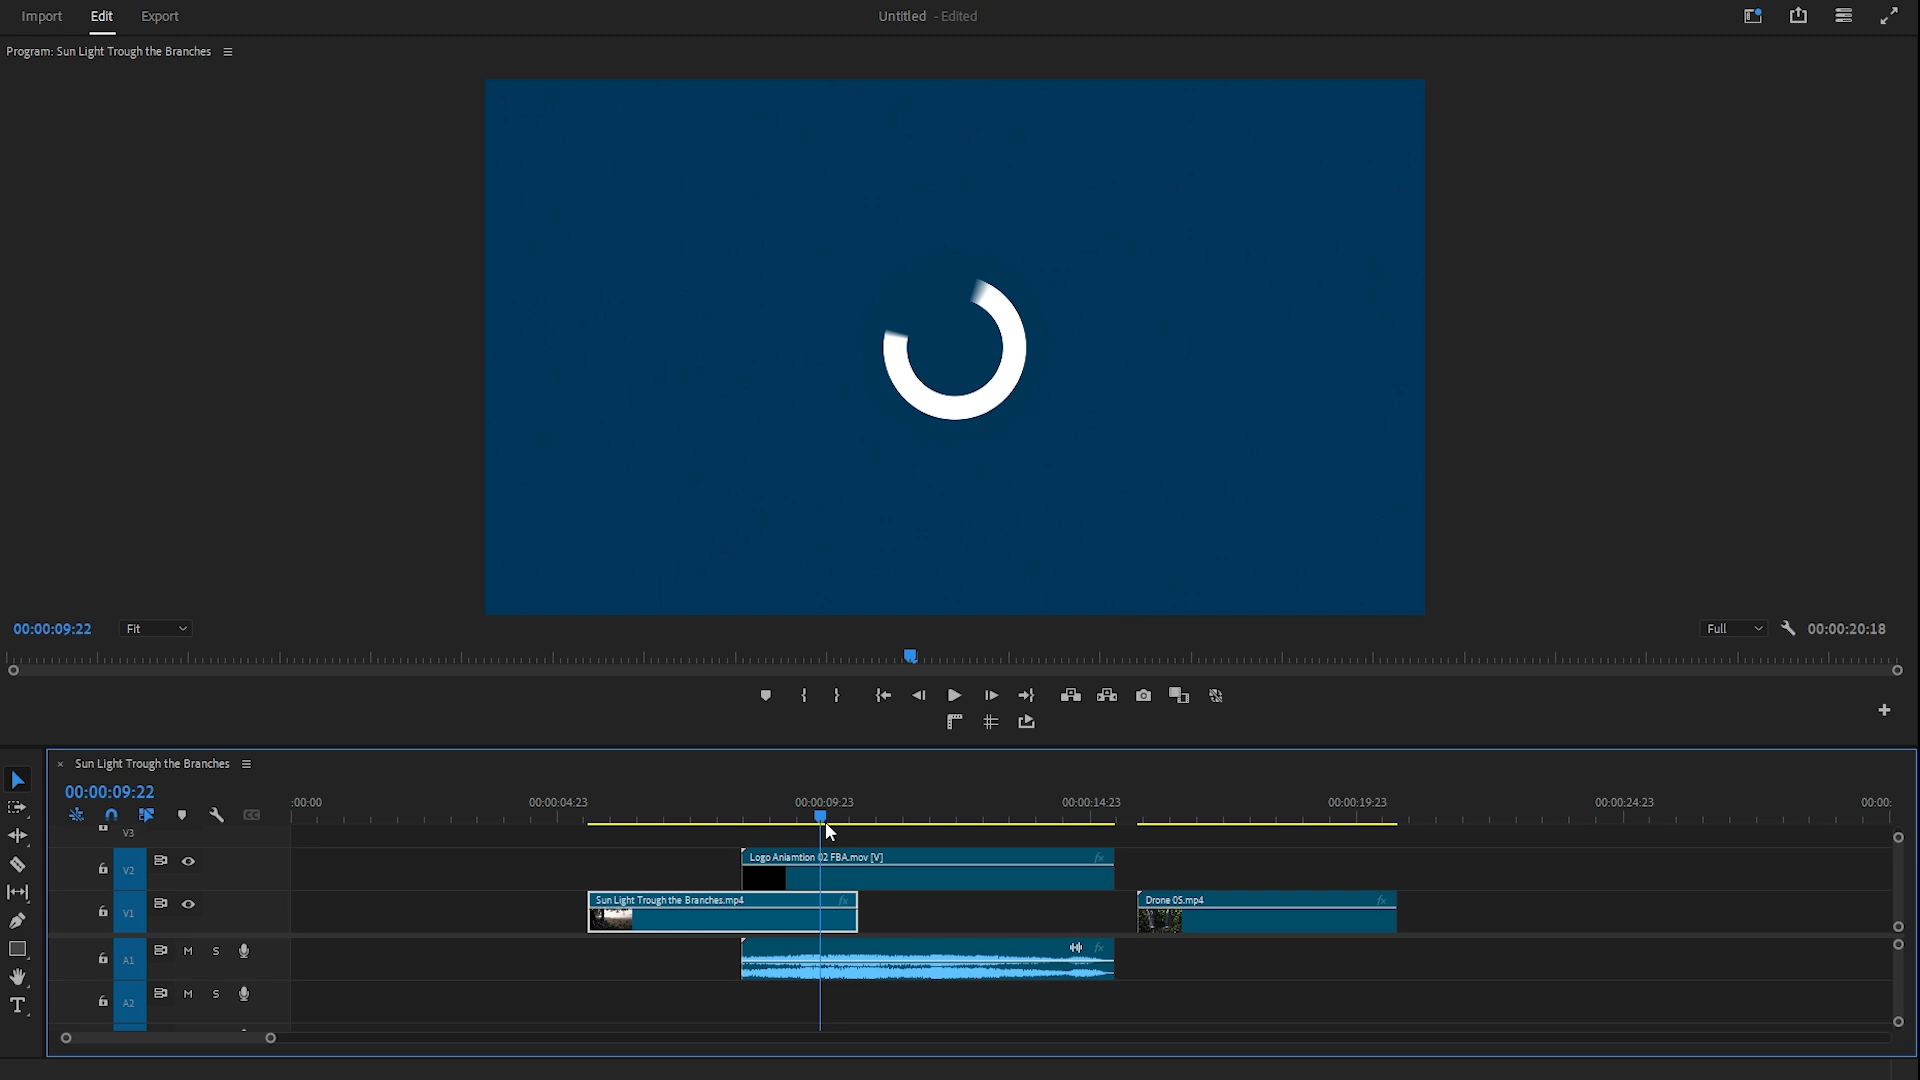 Import Edit Export Untitled - Edited
Program: Sun Light Trough the Branches
00:00:09:22 Fit Full 00:00:20:18
Sun Light Trough the Branches
00:00:09:22
:00:00 00:00:04:23 00:00:09:23 00:00:14:23 00:00:19:23 00:00:24:23 00:00:
CC
V3
Logo Aniamtion 02 FBA.mov [V] fx
V2
Sun Light Trough the Branches.mp4 fx Drone 0S.mp4 fx
V1
fx
A1 M S
A2 M S